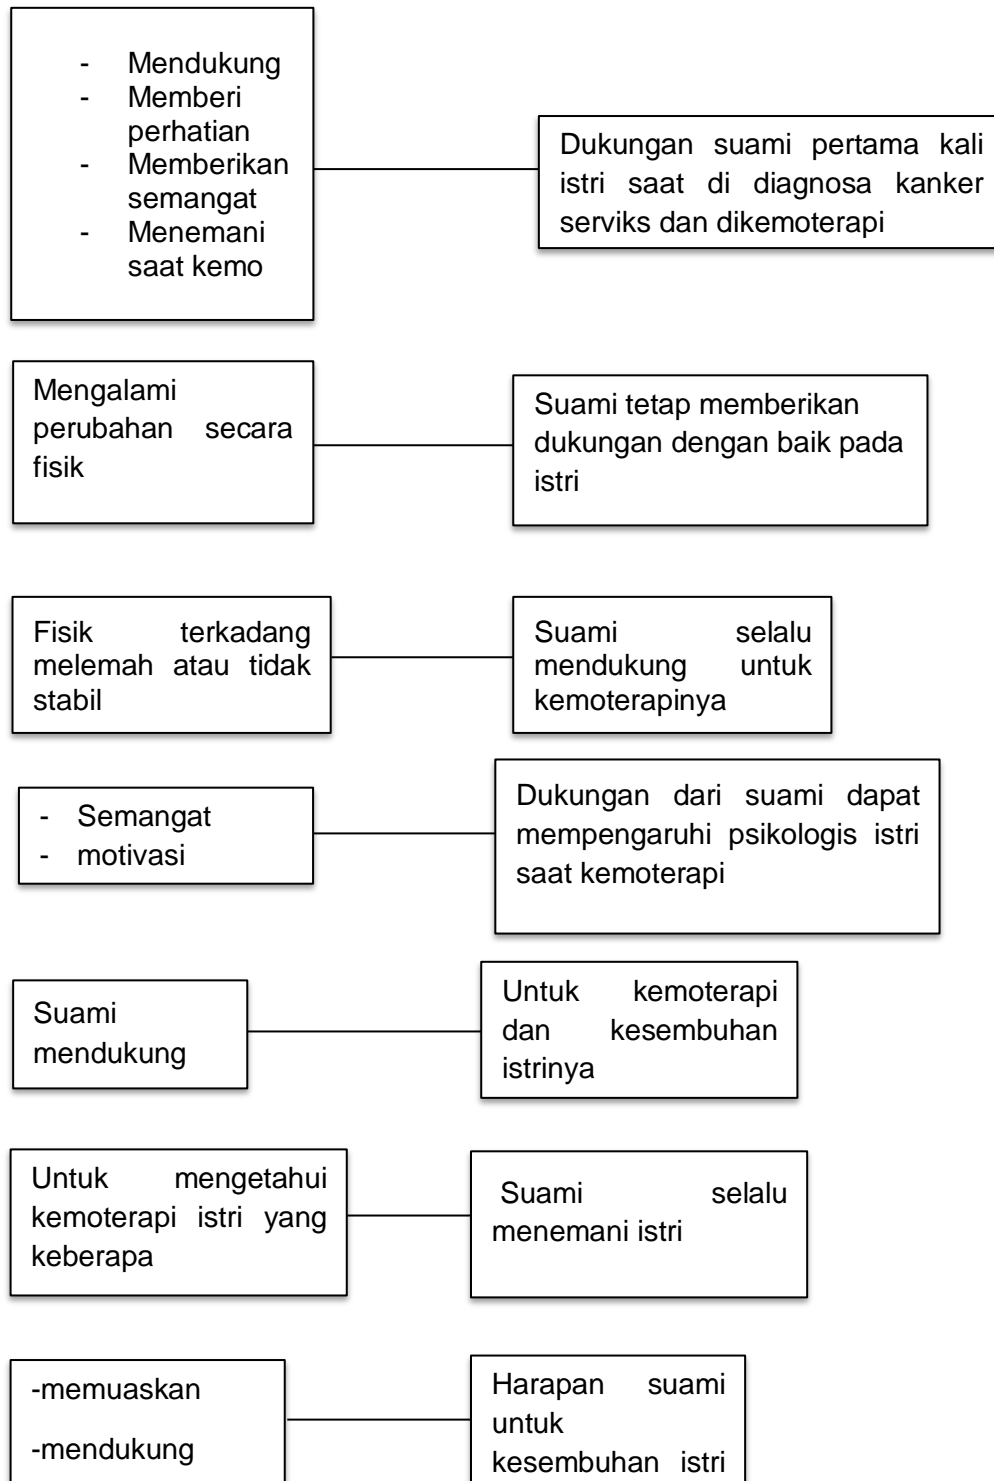 - Mendukung
- Memberi
perhatian
- Memberikan
semangat
- Menemani
saat kemo
Dukungan suami pertama kali
istri saat di diagnosa kanker
serviks dan dikemoterapi
Mengalami
perubahan secara
fisik
Suami tetap memberikan
dukungan dengan baik pada
istri
Fisik terkadang
melemah atau tidak
stabil
Suami selalu
mendukung untuk
kemoterapinya
- Semangat
- motivasi
Dukungan dari suami dapat
mempengaruhi psikologis istri
saat kemoterapi
Suami
mendukung
Untuk kemoterapi
dan kesembuhan
istrinya
Untuk mengetahui
kemoterapi istri yang
keberapa
Suami selalu
menemani istri
-memuaskan
-mendukung
Harapan suami
untuk
kesembuhan istri